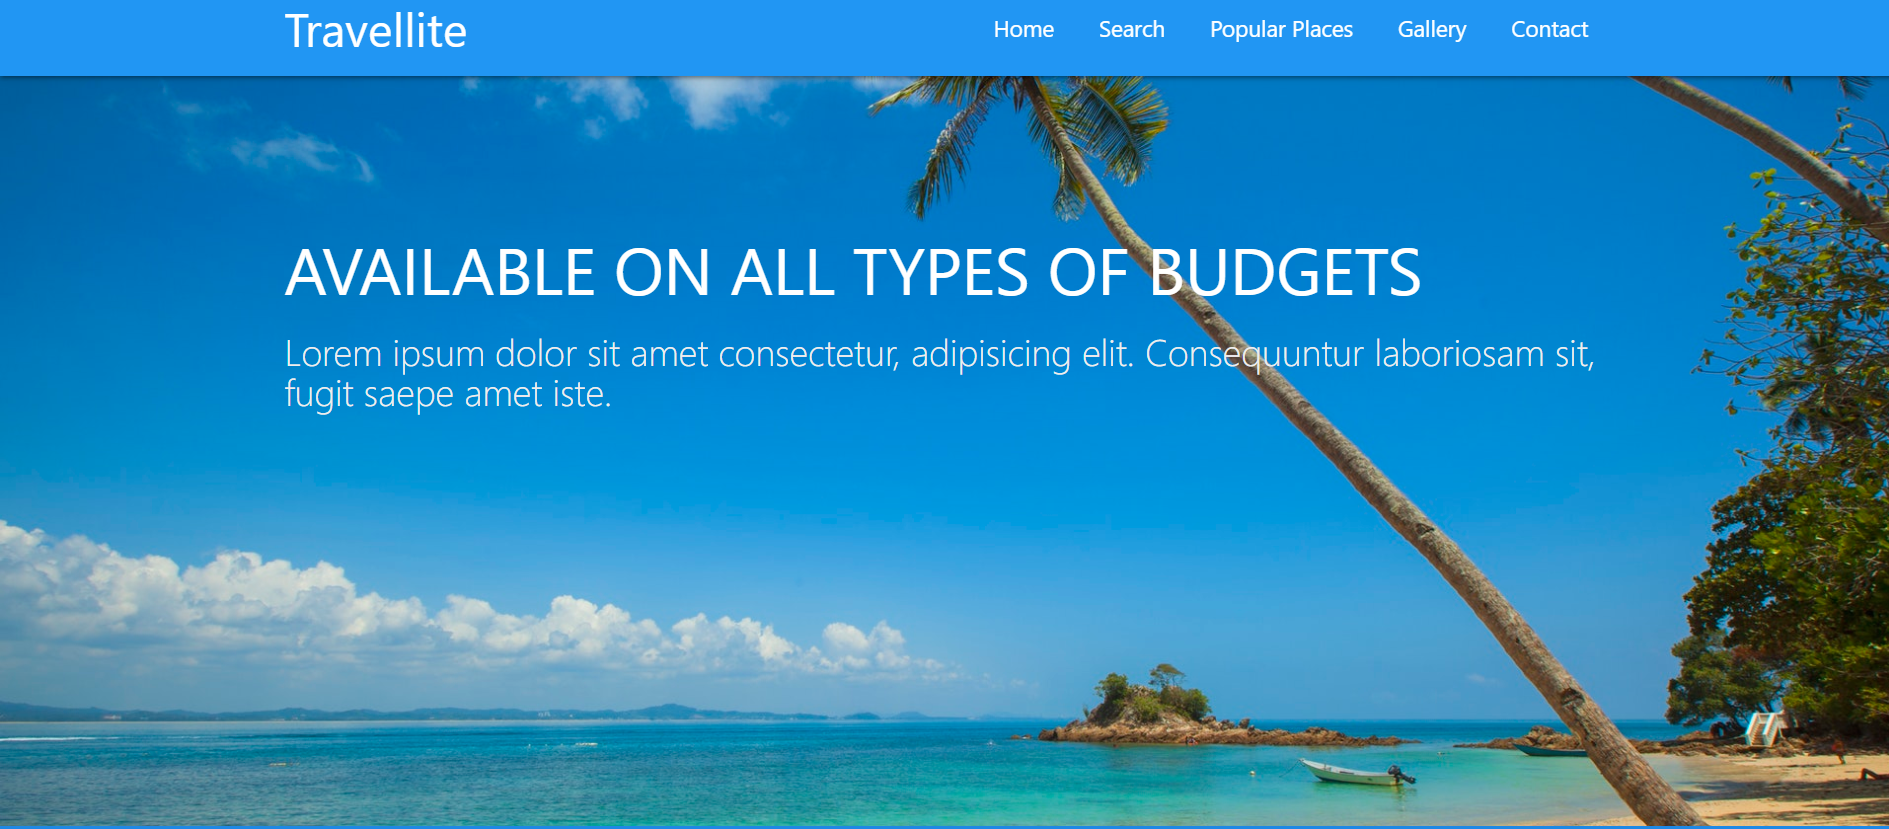 Travellite
Home Search Popular Places Gallery Contact
AVAILABLE ON ALL TYPES OF BUDGETS
Lorem ipsum dolor sit amet consectetur, adipisicing elit. Consequuntur laboriosam sit,
fugit saepe amet iste.